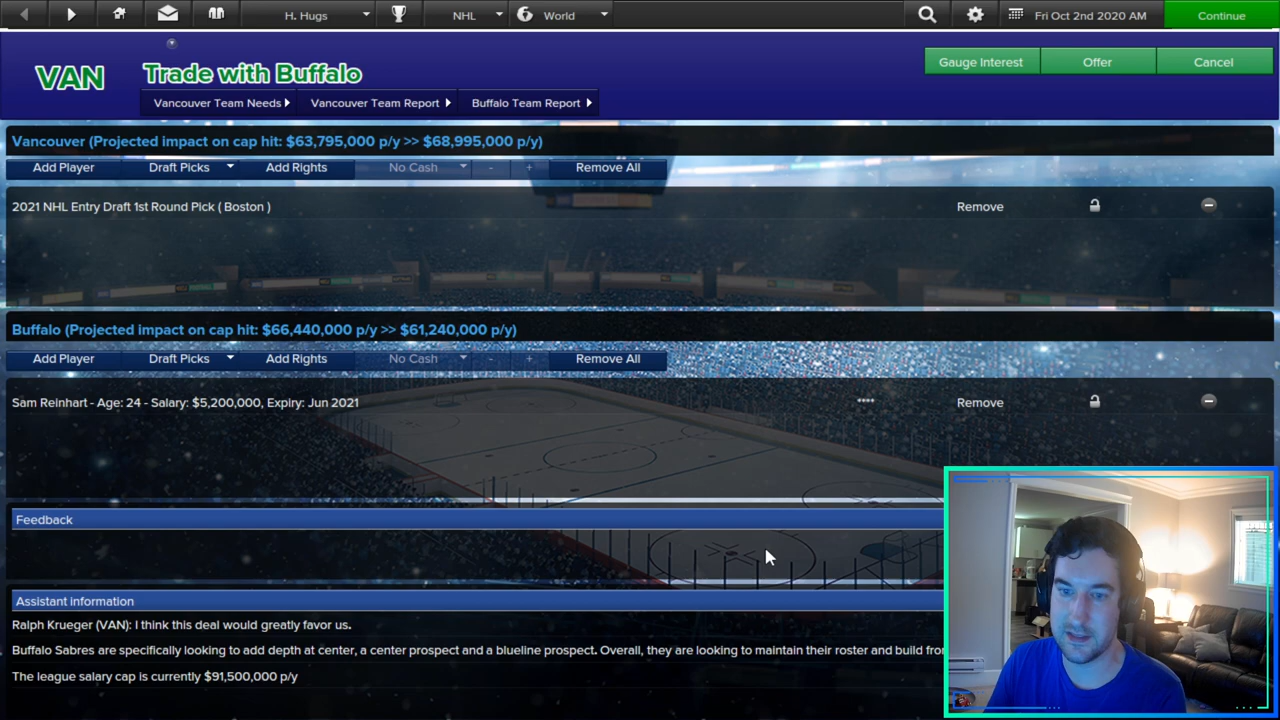 H. Hugs
NHL
World
Fri Oct 2nd 2020 AM
Continue
VAN
Trade with Buffalo
Gauge Interest
Offer
Cancel
Vancouver Team Needs
Vancouver Team Report
Buffalo Team Report
Vancouver (Projected impact on cap hit: $63,795,000 p/y >> $68,995,000 p/y)
Add Player
Draft Picks
Add Rights
No Cash
-
+
Remove All
2021 NHL Entry Draft 1st Round Pick ( Boston )
Remove
Buffalo (Projected impact on cap hit: $66,440,000 p/y >> $61,240,000 p/y)
Add Player
Draft Picks
Add Rights
No Cash
-
+
Remove All
Sam Reinhart - Age: 24 - Salary: $5,200,000, Expiry: Jun 2021
****
Remove
Feedback
Assistant information
Ralph Krueger (VAN): I think this deal would greatly favor us.
Buffalo Sabres are specifically looking to add depth at center, a center prospect and a blueline prospect. Overall, they are looking to maintain their roster and build
The league salary cap is currently $91,500,000 p/y